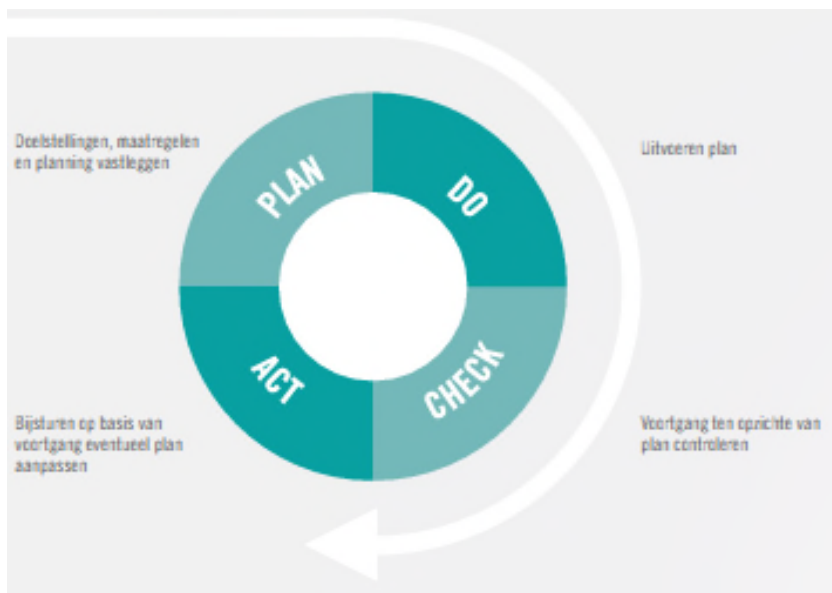 Doelstellingen, maatregelen
en planning vastleggen
PLAN
DO
Uitvoeren plan
ACT
CHECK
Bijsturen op basis van
voortgang eventueel plan
aanpassen
Voortgang ten opzichte van
plan controleren